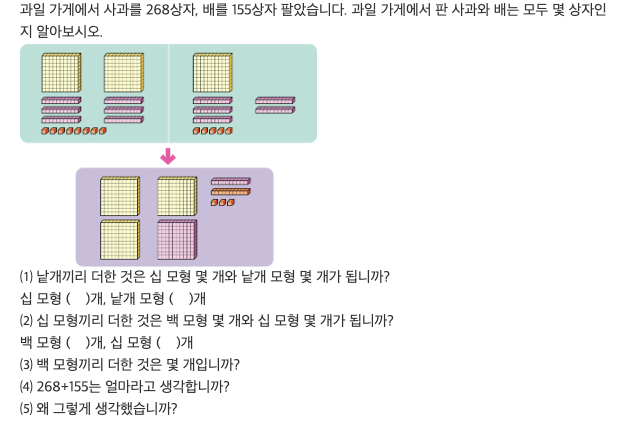 과일 가게에서 사과를 268상자, 배를 155상자 팔았습니다. 과일 가게에서 판 사과와 배는 모두 몇 상자인
지 알아보시오.
(1) 낱개끼리 더한 것은 십 모형 몇 개와 낱개 모형 몇 개가 됩니까?
십 모형 (    )개, 낱개 모형 (    )개
(2) 십 모형끼리 더한 것은 백 모형 몇 개와 십 모형 몇 개가 됩니까?
백 모형 (    )개, 십 모형 (    )개
(3) 백 모형끼리 더한 것은 몇 개입니까?
(4) 268+155는 얼마라고 생각합니까?
(5) 왜 그렇게 생각했습니까?